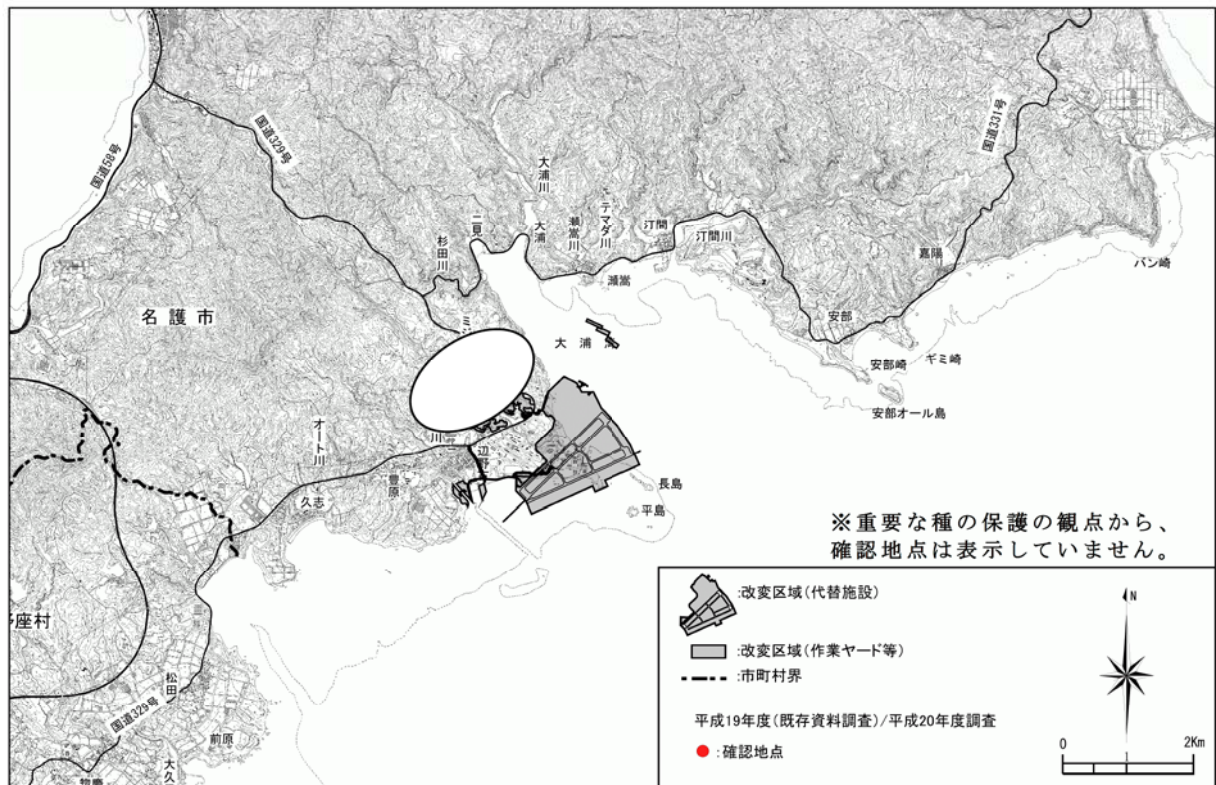 国道58号
国道329号
国道331号
大浦川
二見
大浦
瀬嵩川
テマダ川
汀間
汀間川
嘉陽
杉田川
瀬嵩
バン崎
名護市
大浦
安部
安部崎
ギミ崎
安部オール島
オート川
川
辺野
豊原
久志
長島
平島
※重要な種の保護の観点から、
確認地点は表示していません。
:改変区域(代替施設)
:改変区域(作業ヤード等)
:市町村界
平成19年度(既存資料調査)/平成20年度調査
:確認地点
N
0 2Km
座村
松田
国道329号
前原
大久